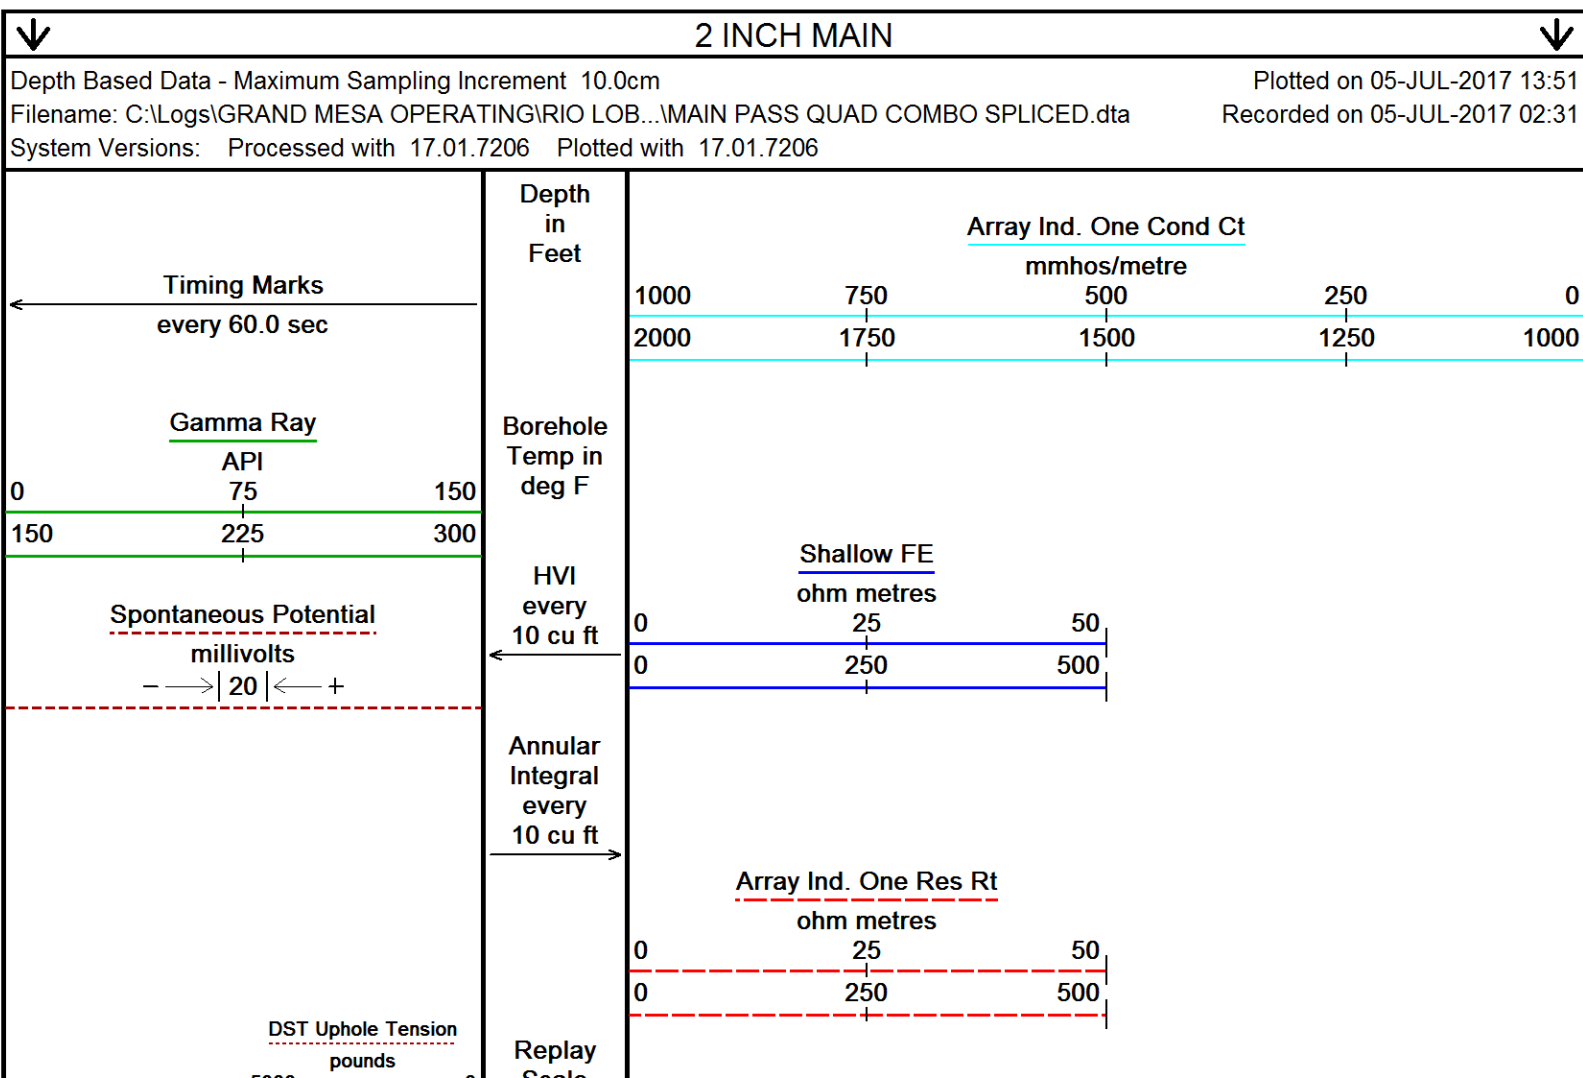 2 INCH MAIN
Depth Based Data - Maximum Sampling Increment 10.0cm
Plotted on 05-JUL-2017 13:51
Filename: C:\Logs\GRAND MESA OPERATING\RIO LOB...\MAIN PASS QUAD COMBO SPLICED.dta
Recorded on 05-JUL-2017 02:31
System Versions: Processed with 17.01.7206 Plotted with 17.01.7206
Timing Marks
every 60.0 sec
Gamma Ray
API
0 75 150
150 225 300
Spontaneous Potential
millivolts
− 20 +
DST Uphole Tension
pounds
Depth
in
Feet
Borehole
Temp in
deg F
HVI
every
10 cu ft
Annular
Integral
every
10 cu ft
Replay
Scale
Array Ind. One Cond Ct
mmhos/metre
1000 750 500 250 0
2000 1750 1500 1250 1000
Shallow FE
ohm metres
0 25 50
0 250 500
Array Ind. One Res Rt
ohm metres
0 25 50
0 250 500